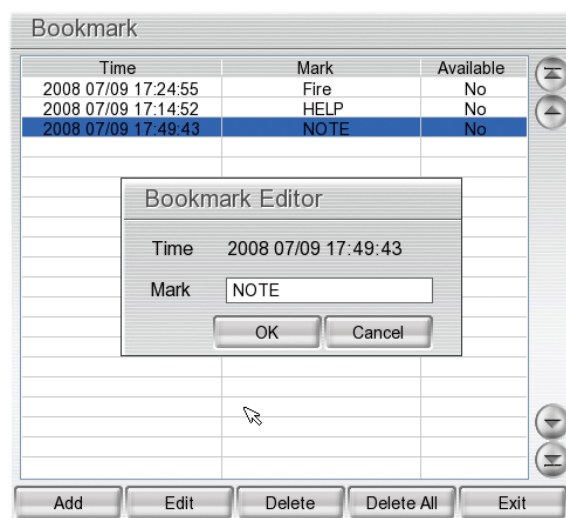 Bookmark
Time Mark Available
2008 07/09 17:24:55 Fire No
2008 07/09 17:14:52 HELP No
2008 07/09 17:49:43 NOTE No
Bookmark Editor
Time 2008 07/09 17:49:43
Mark NOTE
OK Cancel
Add Edit Delete Delete All Exit